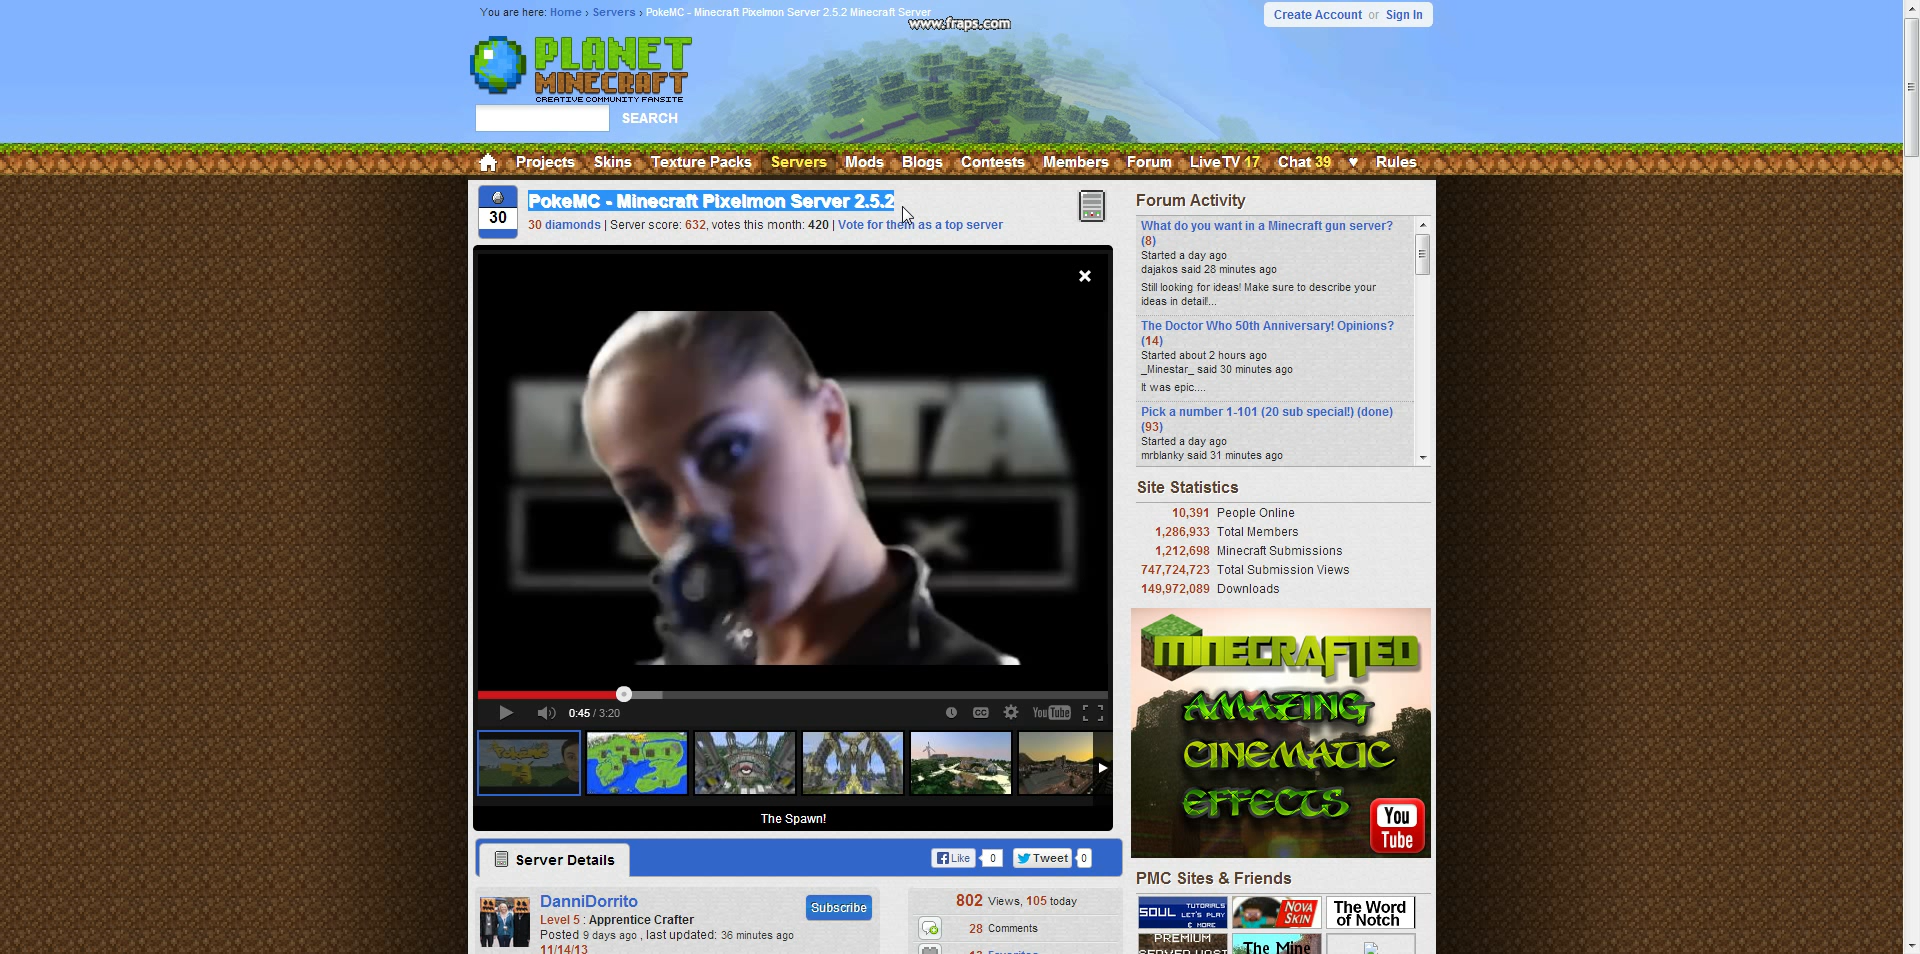 You are here: Home › Servers › PokeMC - Minecraft Pixelmon Server 2.5.2 Minecraft Server
www.fraps.com
Create Account or Sign In
PLANET
MINECRAFT
CREATIVE COMMUNITY FANSITE
SEARCH
Projects Skins Texture Packs Servers Mods Blogs Contests Members Forum LiveTV 17 Chat 39 ♥ Rules
30
PokeMC - Minecraft Pixelmon Server 2.5.2
30 diamonds | Server score: 632, votes this month: 420 | Vote for them as a top server
0:45 / 3:20
CC
YouTube
The Spawn!
Server Details
Like 0
Tweet 0
DanniDorrito
Level 5 : Apprentice Crafter
Posted 9 days ago , last updated: 36 minutes ago
11/14/13
Subscribe
802 Views, 105 today
28 Comments
Forum Activity
What do you want in a Minecraft gun server?
(8)
Started a day ago
dajakos said 28 minutes ago
Still looking for ideas! Make sure to describe your
ideas in detail!...
The Doctor Who 50th Anniversary! Opinions?
(14)
Started about 2 hours ago
_Minestar_ said 30 minutes ago
It was epic....
Pick a number 1-101 (20 sub special!) (done)
(93)
Started a day ago
mrblanky said 31 minutes ago
Site Statistics
10,391 People Online
1,286,933 Total Members
1,212,698 Minecraft Submissions
747,724,723 Total Submission Views
149,972,089 Downloads
MINECRAFTED
AMAZING
CINEMATIC
EFFECTS
You
Tube
PMC Sites & Friends
SOUL TUTORIALS
LET'S PLAY
& MORE
NOVA
SKIN
The Word
of Notch
PREMIUM
SERVER HOST
The Mine